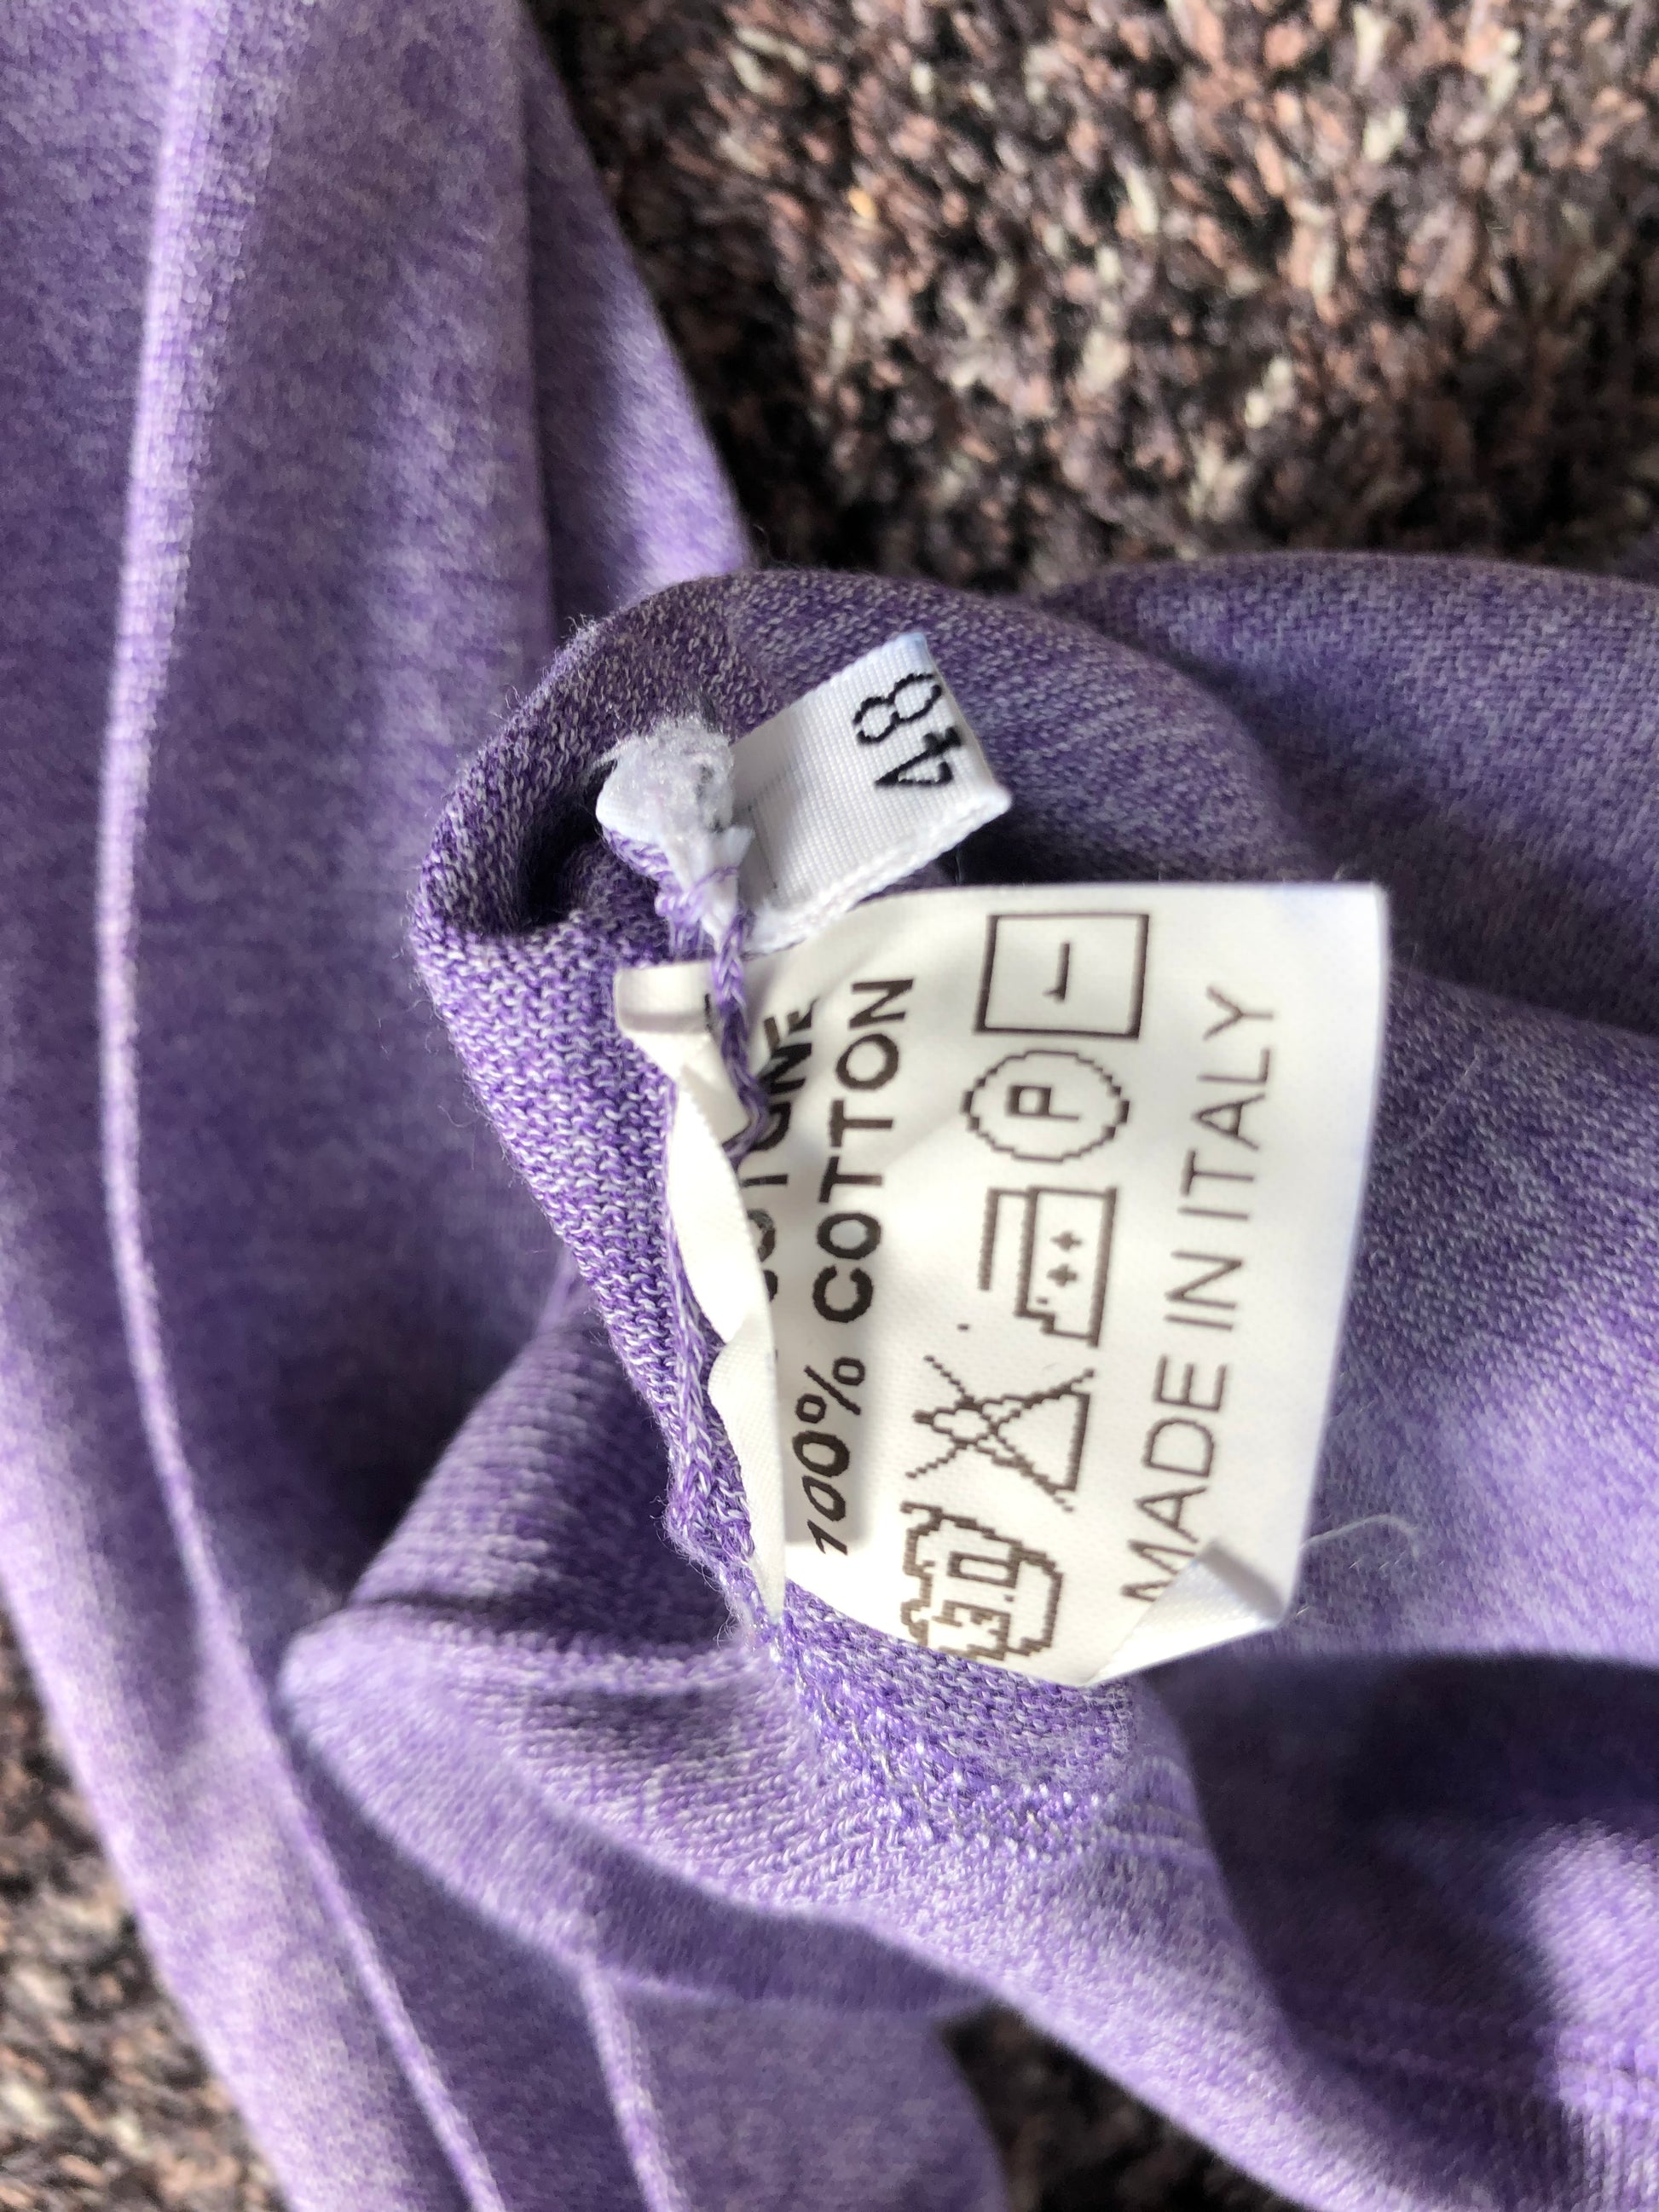 48
100% COTTON
P
MADE IN ITALY